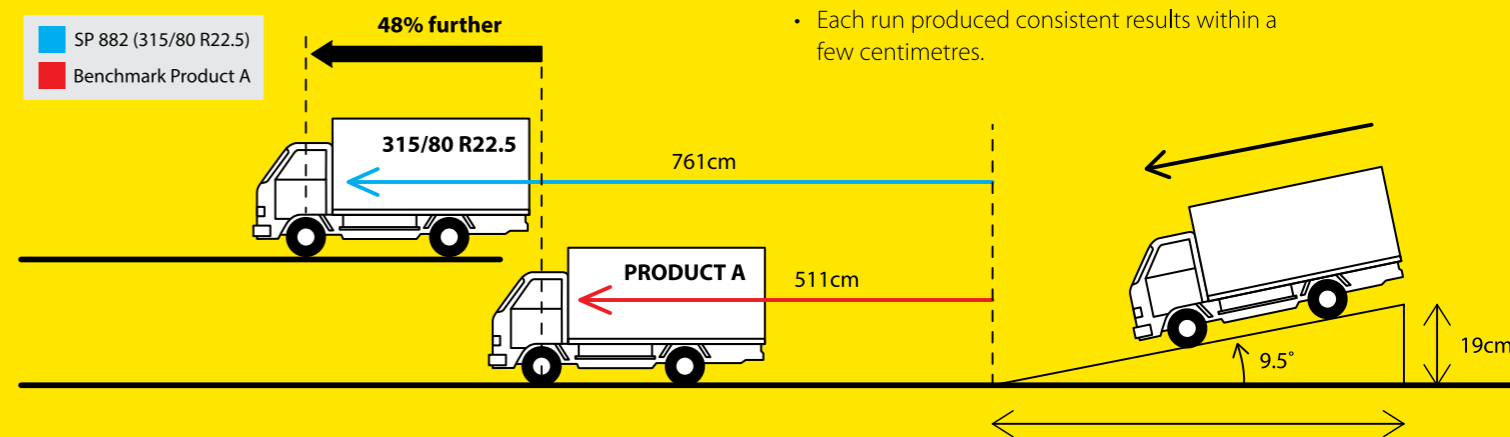 SP 882 (315/80 R22.5)
Benchmark Product A
48% further
• Each run produced consistent results within a
few centimetres.
315/80 R22.5
761cm
PRODUCT A
511cm
9.5°
19cm